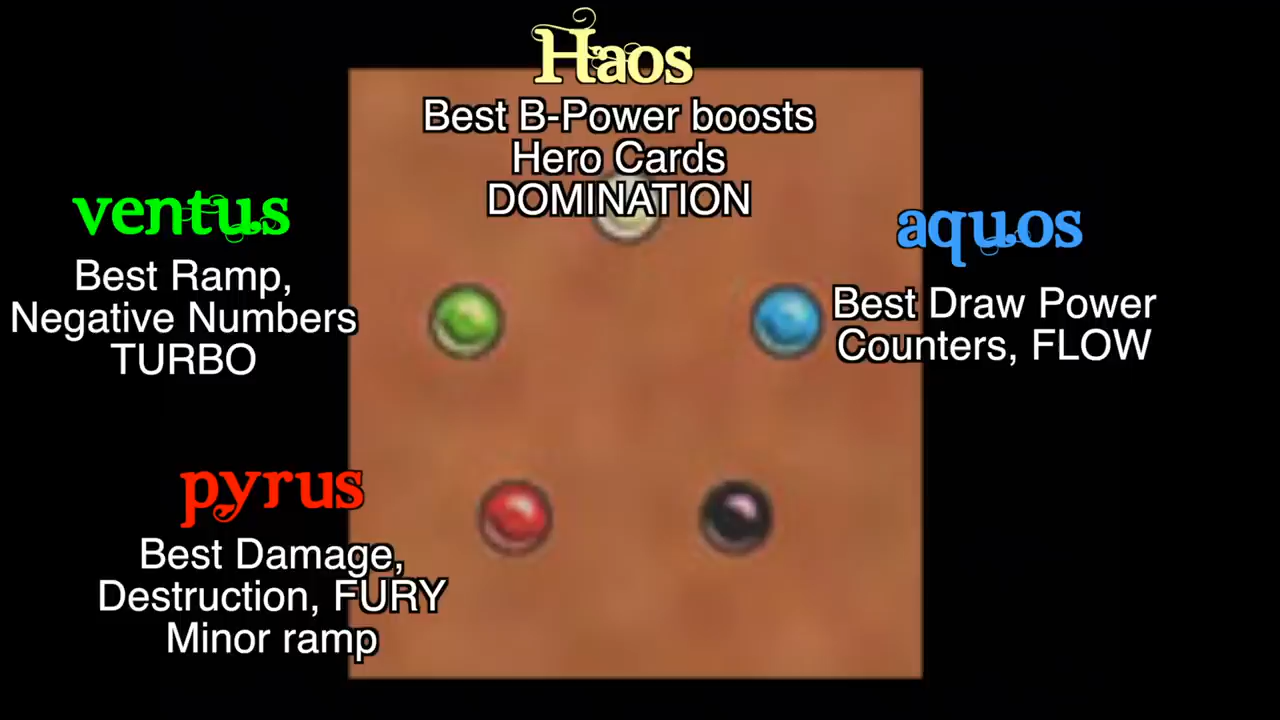 Haos
Best B-Power boosts
Hero Cards
DOMINATION
ventus
Best Ramp,
Negative Numbers
TURBO
aquos
Best Draw Power
Counters, FLOW
pyrus
Best Damage,
Destruction, FURY
Minor ramp